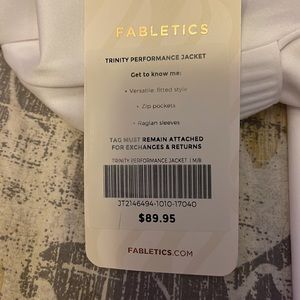 FABLETICS
TRINITY PERFORMANCE JACKET
Get to know me:
• Versatile, fitted style
• Zip pockets
• Raglan sleeves
TAG MUST REMAIN ATTACHED
FOR EXCHANGES & RETURNS
TRINITY PERFORMANCE JACKET | M/8
JT2146494-1010-17040
$89.95
FABLETICS.COM